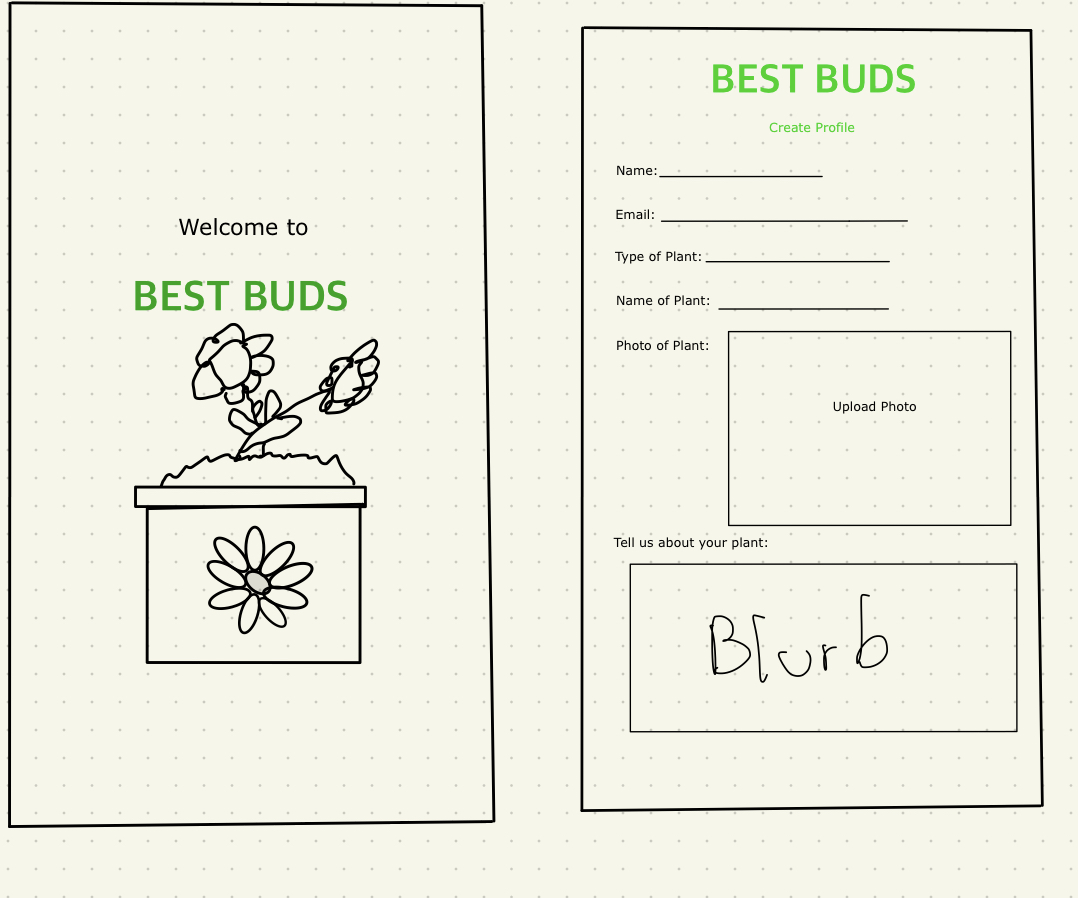 Welcome to
BEST BUDS
BEST BUDS
Create Profile
Name:
Email:
Type of Plant:
Name of Plant:
Photo of Plant:
Upload Photo
Tell us about your plant:
Blurb